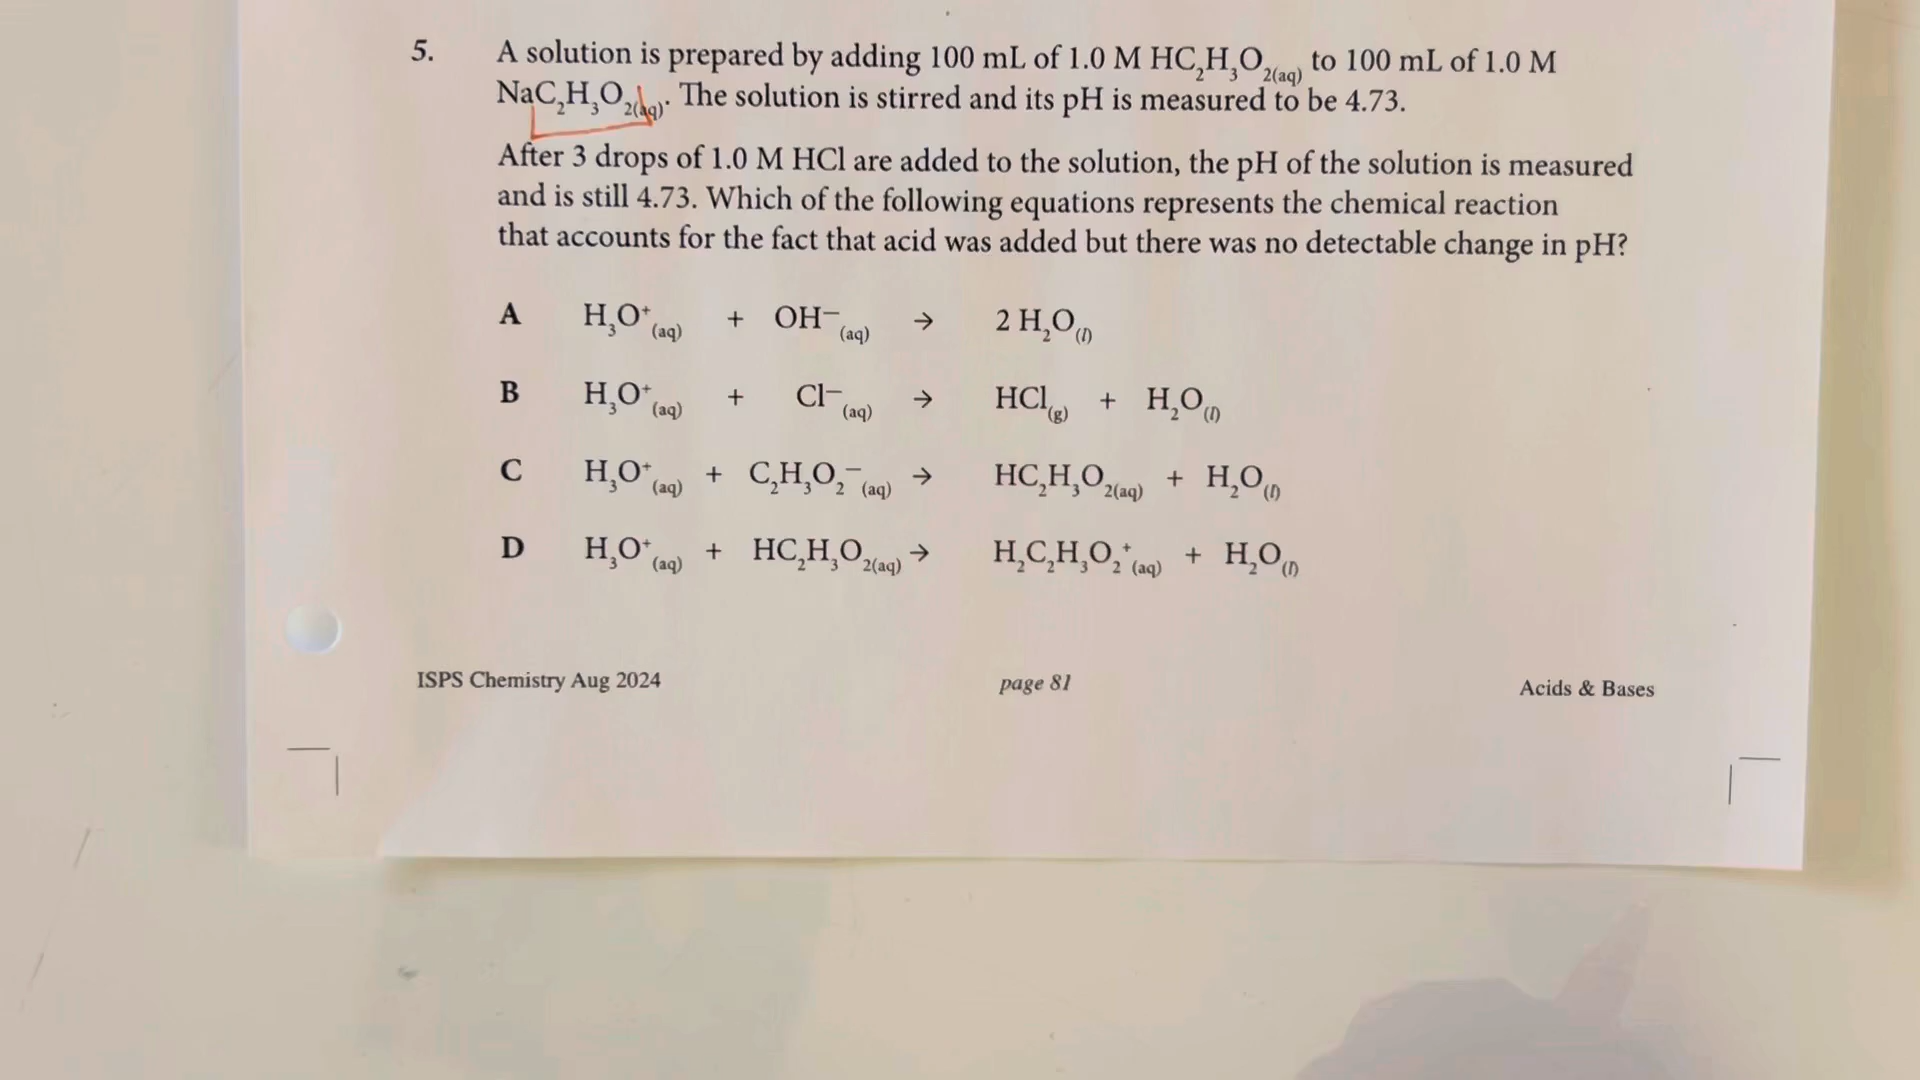 5. A solution is prepared by adding 100 mL of 1.0 M HC₂H₃O₂(aq) to 100 mL of 1.0 M
NaC₂H₃O₂(aq). The solution is stirred and its pH is measured to be 4.73.
After 3 drops of 1.0 M HCl are added to the solution, the pH of the solution is measured
and is still 4.73. Which of the following equations represents the chemical reaction
that accounts for the fact that acid was added but there was no detectable change in pH?
A H₃O⁺(aq) + OH⁻(aq) → 2 H₂O(l)
B H₃O⁺(aq) + Cl⁻(aq) → HCl(g) + H₂O(l)
C H₃O⁺(aq) + C₂H₃O₂⁻(aq) → HC₂H₃O₂(aq) + H₂O(l)
D H₃O⁺(aq) + HC₂H₃O₂(aq) → H₂C₂H₃O₂⁺(aq) + H₂O(l)
ISPS Chemistry Aug 2024 page 81 Acids & Bases